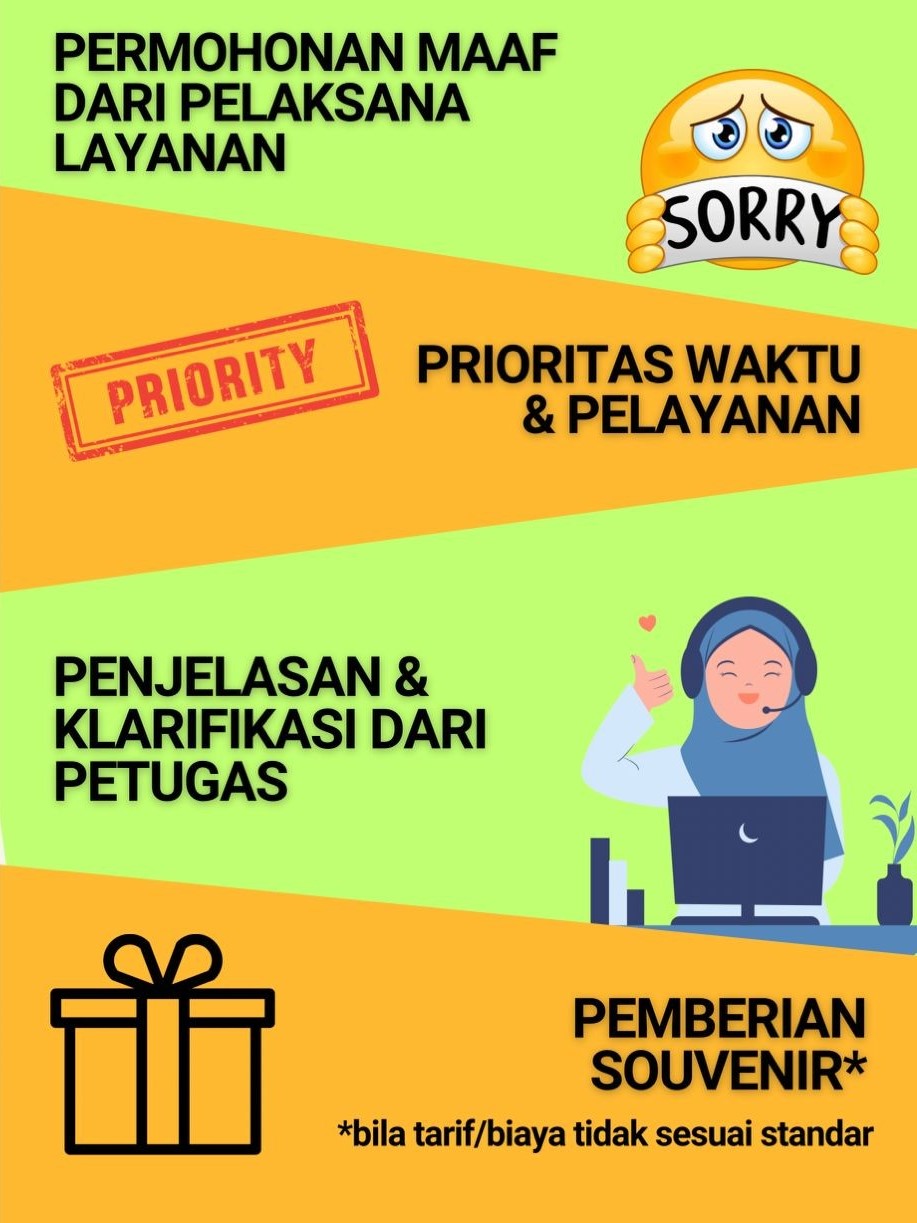 PERMOHONAN MAAF
DARI PELAKSANA
LAYANAN
SORRY
PRIORITY
PRIORITAS WAKTU
& PELAYANAN
PENJELASAN &
KLARIFIKASI DARI
PETUGAS
PEMBERIAN
SOUVENIR*
*bila tarif/biaya tidak sesuai standar